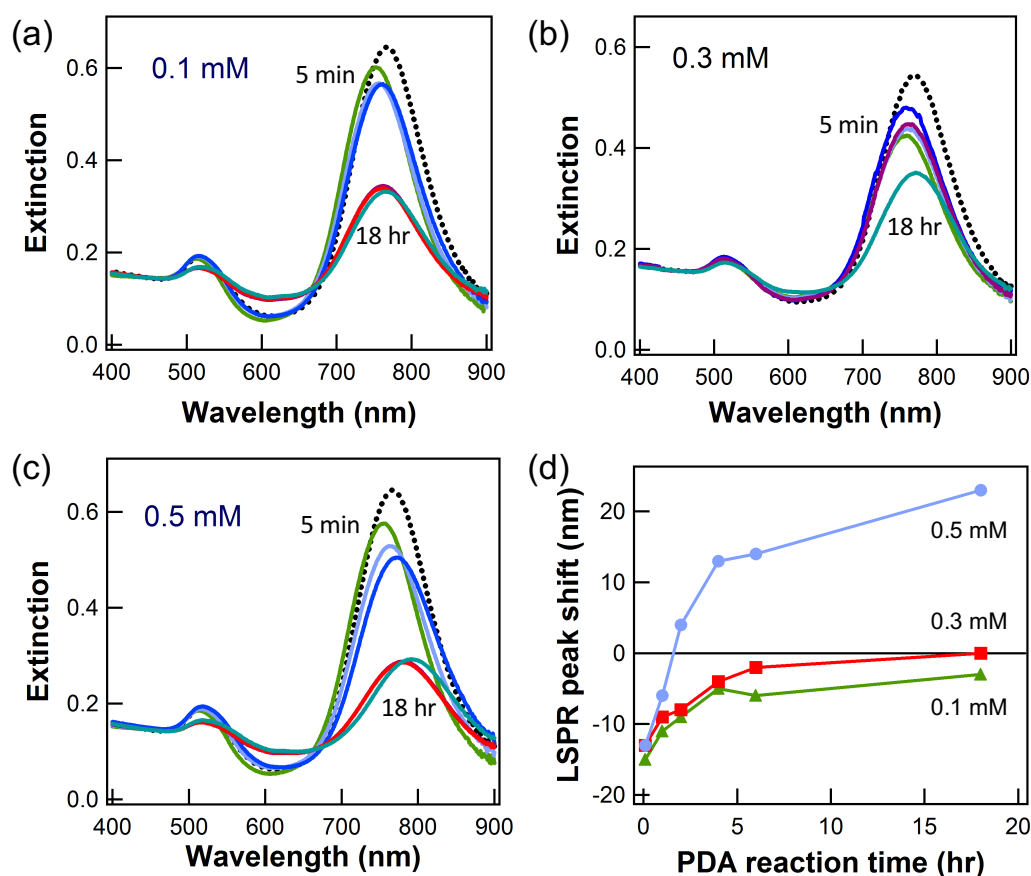 (a)
0.1 mM
5 min
18 hr
Extinction
0.6
0.4
0.2
0.0
400 500 600 700 800 900
Wavelength (nm)
(b)
0.3 mM
5 min
18 hr
Extinction
0.6
0.4
0.2
0.0
400 500 600 700 800 900
Wavelength (nm)
(c)
0.5 mM
5 min
18 hr
Extinction
0.6
0.4
0.2
0.0
400 500 600 700 800 900
Wavelength (nm)
(d)
LSPR peak shift (nm)
20
10
0
-10
-20
0.5 mM
0.3 mM
0.1 mM
0 5 10 15 20
PDA reaction time (hr)